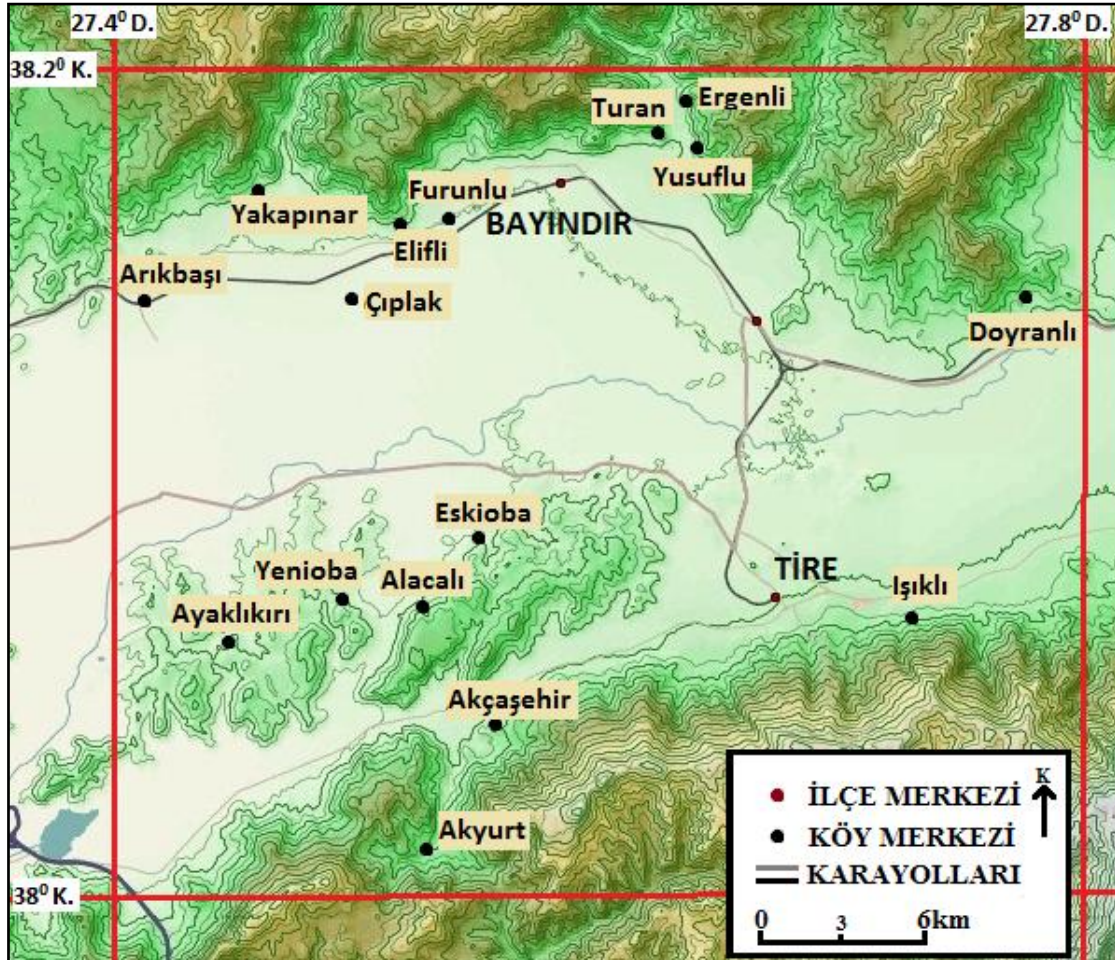 27.4⁰ D.
27.8⁰ D.
38.2⁰ K.
Turan
Ergenli
Yusuflu
Furunlu
Yakapınar
BAYINDIR
Elifli
Arıkbaşı
Çıplak
Doyranlı
Eskioba
Yenioba
Alacalı
TİRE
Işıklı
Ayaklıkırı
Akçaşehir
Akyurt
38⁰ K.
K
İLÇE MERKEZİ
KÖY MERKEZİ
KARAYOLLARI
0 3 6km